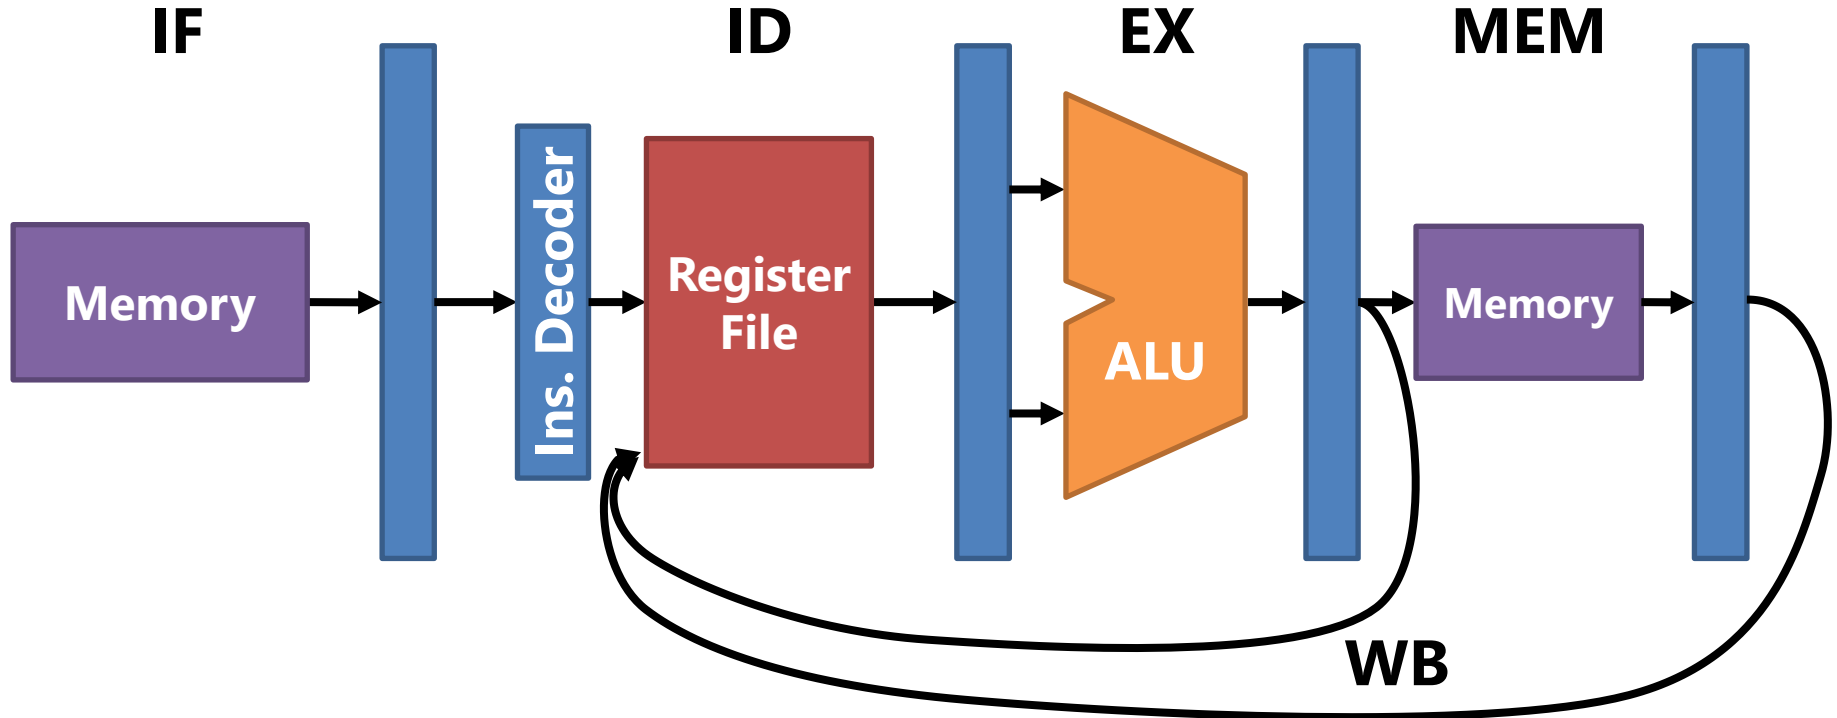 IF
ID
EX
MEM
Memory
Ins. Decoder
Register
File
ALU
Memory
WB